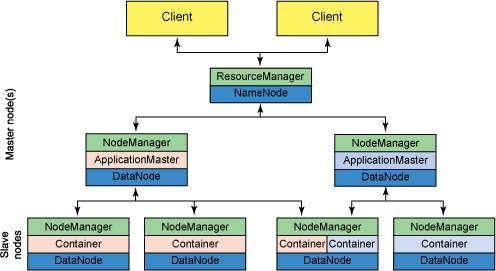 Client Client
Master node(s)
ResourceManager
NameNode
NodeManager NodeManager
ApplicationMaster ApplicationMaster
DataNode DataNode
Slave
nodes
NodeManager NodeManager NodeManager NodeManager
Container Container Container Container Container
DataNode DataNode DataNode DataNode